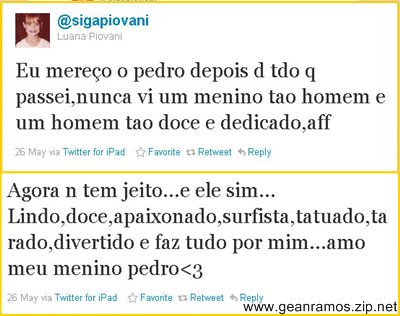 @sigapiovani
Luana Piovani
Eu mereço o pedro depois d tdo q
passei,nunca vi um menino tao homem e
um homem tao doce e dedicado,aff
26 May via Twitter for iPad Favorite Retweet Reply
Agora n tem jeito...e ele sim...
Lindo,doce,apaixonado,surfista,tatuado,ta
rado,divertido e faz tudo por mim...amo
meu menino pedro<3
26 May via Twitter for iPad Favorite Retweet Reply
www.geanramos.zip.net